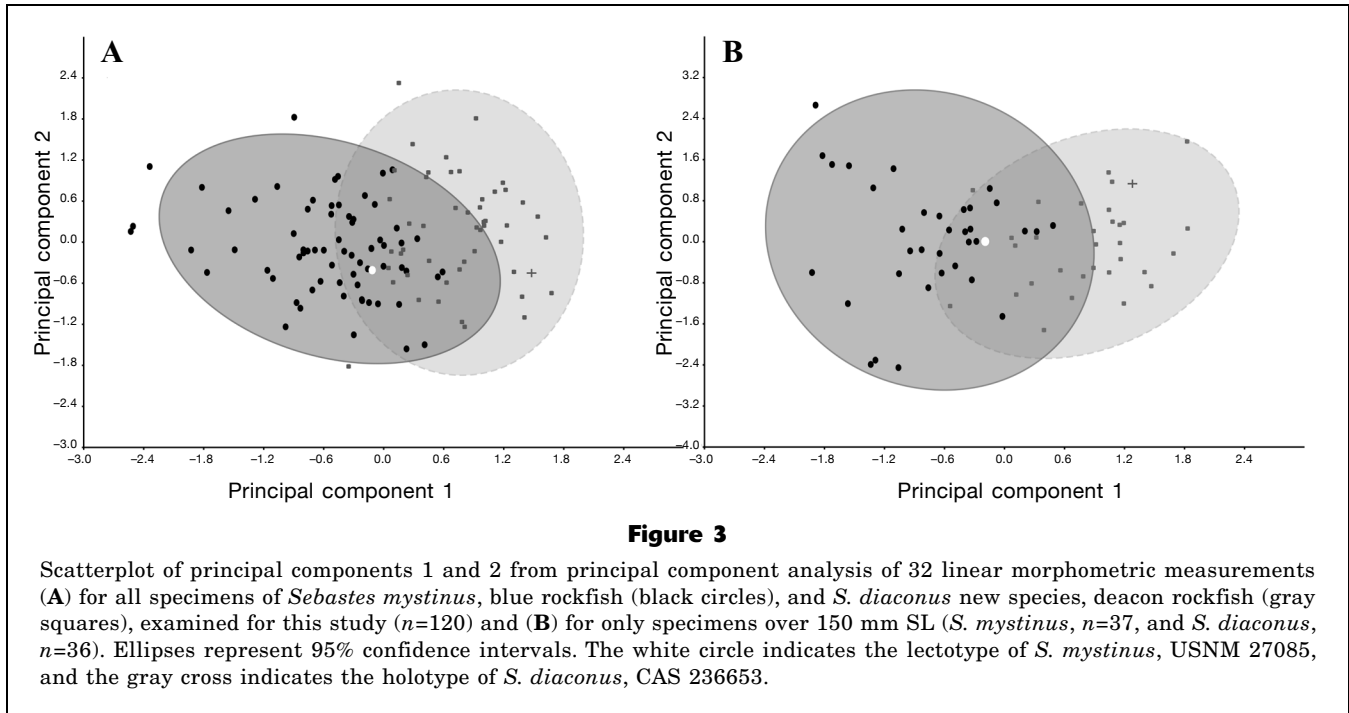 A
Principal component 2
2.4
1.8
1.2
0.6
0.0
−0.6
−1.2
−1.8
−2.4
−3.0
−3.0 −2.4 −1.8 −1.2 −0.6 0.0 0.6 1.2 1.8 2.4
Principal component 1
B
Principal component 2
3.2
2.4
1.6
0.8
0.0
−0.8
−1.6
−2.4
−3.2
−4.0
−3.0 −2.4 −1.8 −1.2 −0.6 0.0 0.6 1.2 1.8 2.4
Principal component 1
Figure 3
Scatterplot of principal components 1 and 2 from principal component analysis of 32 linear morphometric measurements
(A) for all specimens of Sebastes mystinus, blue rockfish (black circles), and S. diaconus new species, deacon rockfish (gray
squares), examined for this study (n=120) and (B) for only specimens over 150 mm SL (S. mystinus, n=37, and S. diaconus,
n=36). Ellipses represent 95% confidence intervals. The white circle indicates the lectotype of S. mystinus, USNM 27085,
and the gray cross indicates the holotype of S. diaconus, CAS 236653.